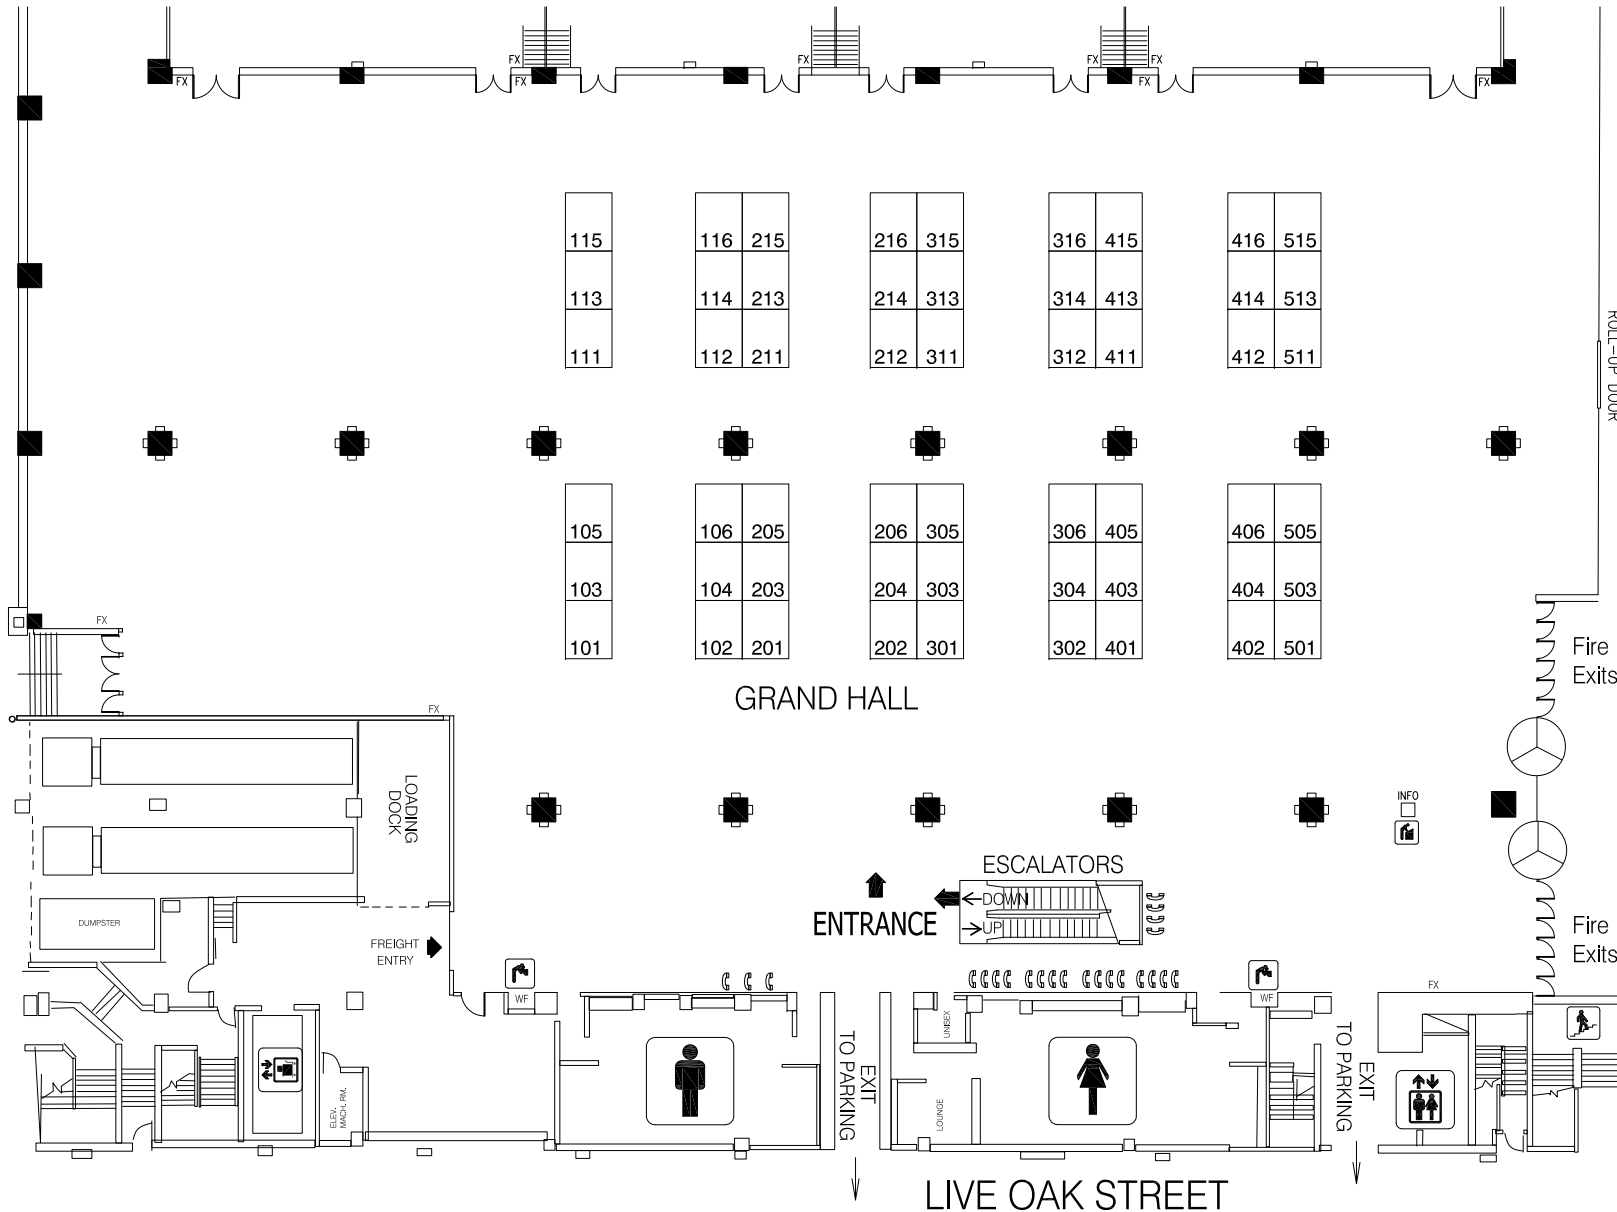 FX FX FX FX
FX FX FX FX
115 116 215 216 315 316 415 416 515
113 114 213 214 313 314 413 414 513
111 112 211 212 311 312 411 412 511
ROLL-UP DOOR
105 106 205 206 305 306 405 406 505
103 104 203 204 303 304 403 404 503
101 102 201 202 301 302 401 402 501
FX
Fire
Exits
GRAND HALL
FX
LOADING
DOCK
INFO
ESCALATORS
DOWN
UP
ENTRANCE
DUMPSTER
FREIGHT
ENTRY
Fire
Exits
WF
WF
FX
UNISEX
EXIT
TO PARKING
EXIT
TO PARKING
ELEV.
MACH. RM.
LOUNGE
LIVE OAK STREET